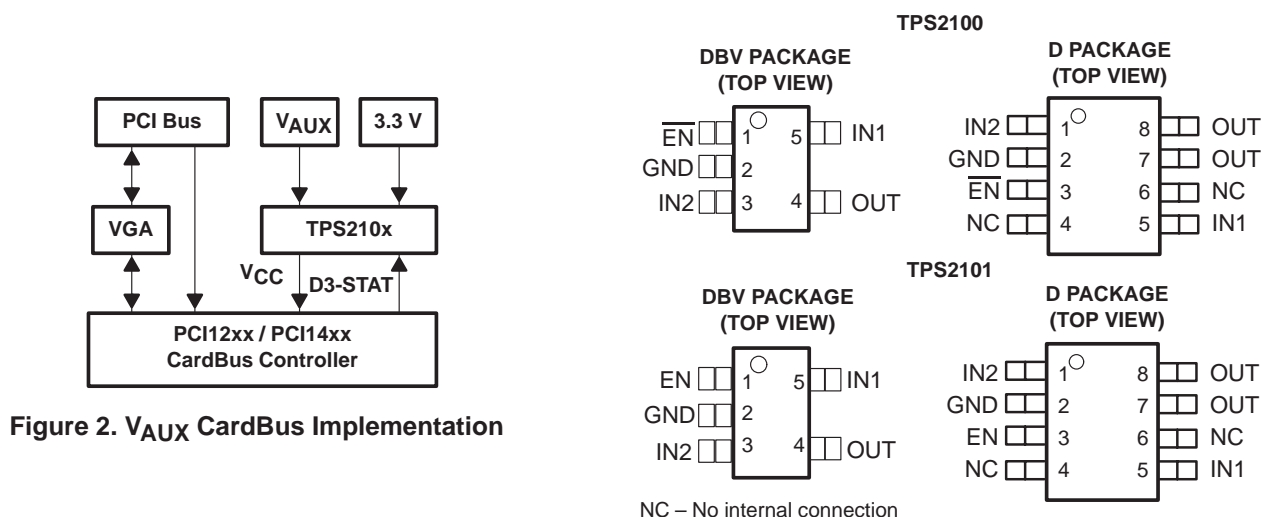 PCI Bus
VAUX
3.3 V
VGA
TPS210x
VCC
D3-STAT
PCI12xx / PCI14xx
CardBus Controller
Figure 2. VAUX CardBus Implementation
TPS2100
DBV PACKAGE
(TOP VIEW)
EN 1 5 IN1
GND 2
IN2 3 4 OUT
D PACKAGE
(TOP VIEW)
IN2 1 8 OUT
GND 2 7 OUT
EN 3 6 NC
NC 4 5 IN1
TPS2101
DBV PACKAGE
(TOP VIEW)
EN 1 5 IN1
GND 2
IN2 3 4 OUT
D PACKAGE
(TOP VIEW)
IN2 1 8 OUT
GND 2 7 OUT
EN 3 6 NC
NC 4 5 IN1
NC – No internal connection